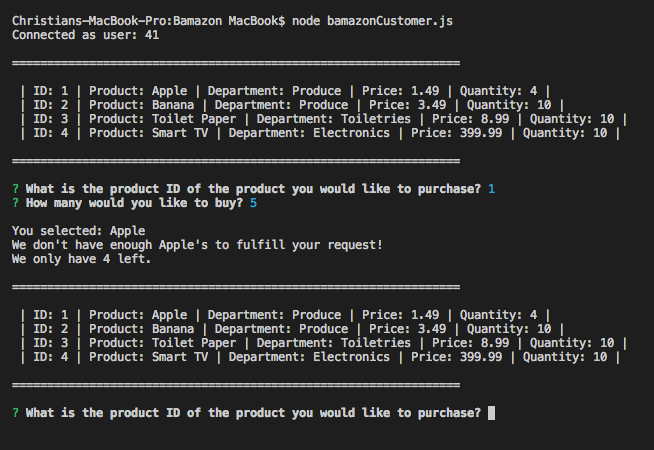 Christians-MacBook-Pro:Bamazon MacBook$ node bamazonCustomer.js
Connected as user: 41
================================================================
| ID: 1 | Product: Apple | Department: Produce | Price: 1.49 | Quantity: 4 |
| ID: 2 | Product: Banana | Department: Produce | Price: 3.49 | Quantity: 10 |
| ID: 3 | Product: Toilet Paper | Department: Toiletries | Price: 8.99 | Quantity: 10 |
| ID: 4 | Product: Smart TV | Department: Electronics | Price: 399.99 | Quantity: 10 |
================================================================
? What is the product ID of the product you would like to purchase? 1
? How many would you like to buy? 5
You selected: Apple
We don't have enough Apple's to fulfill your request!
We only have 4 left.
================================================================
| ID: 1 | Product: Apple | Department: Produce | Price: 1.49 | Quantity: 4 |
| ID: 2 | Product: Banana | Department: Produce | Price: 3.49 | Quantity: 10 |
| ID: 3 | Product: Toilet Paper | Department: Toiletries | Price: 8.99 | Quantity: 10 |
| ID: 4 | Product: Smart TV | Department: Electronics | Price: 399.99 | Quantity: 10 |
================================================================
? What is the product ID of the product you would like to purchase?